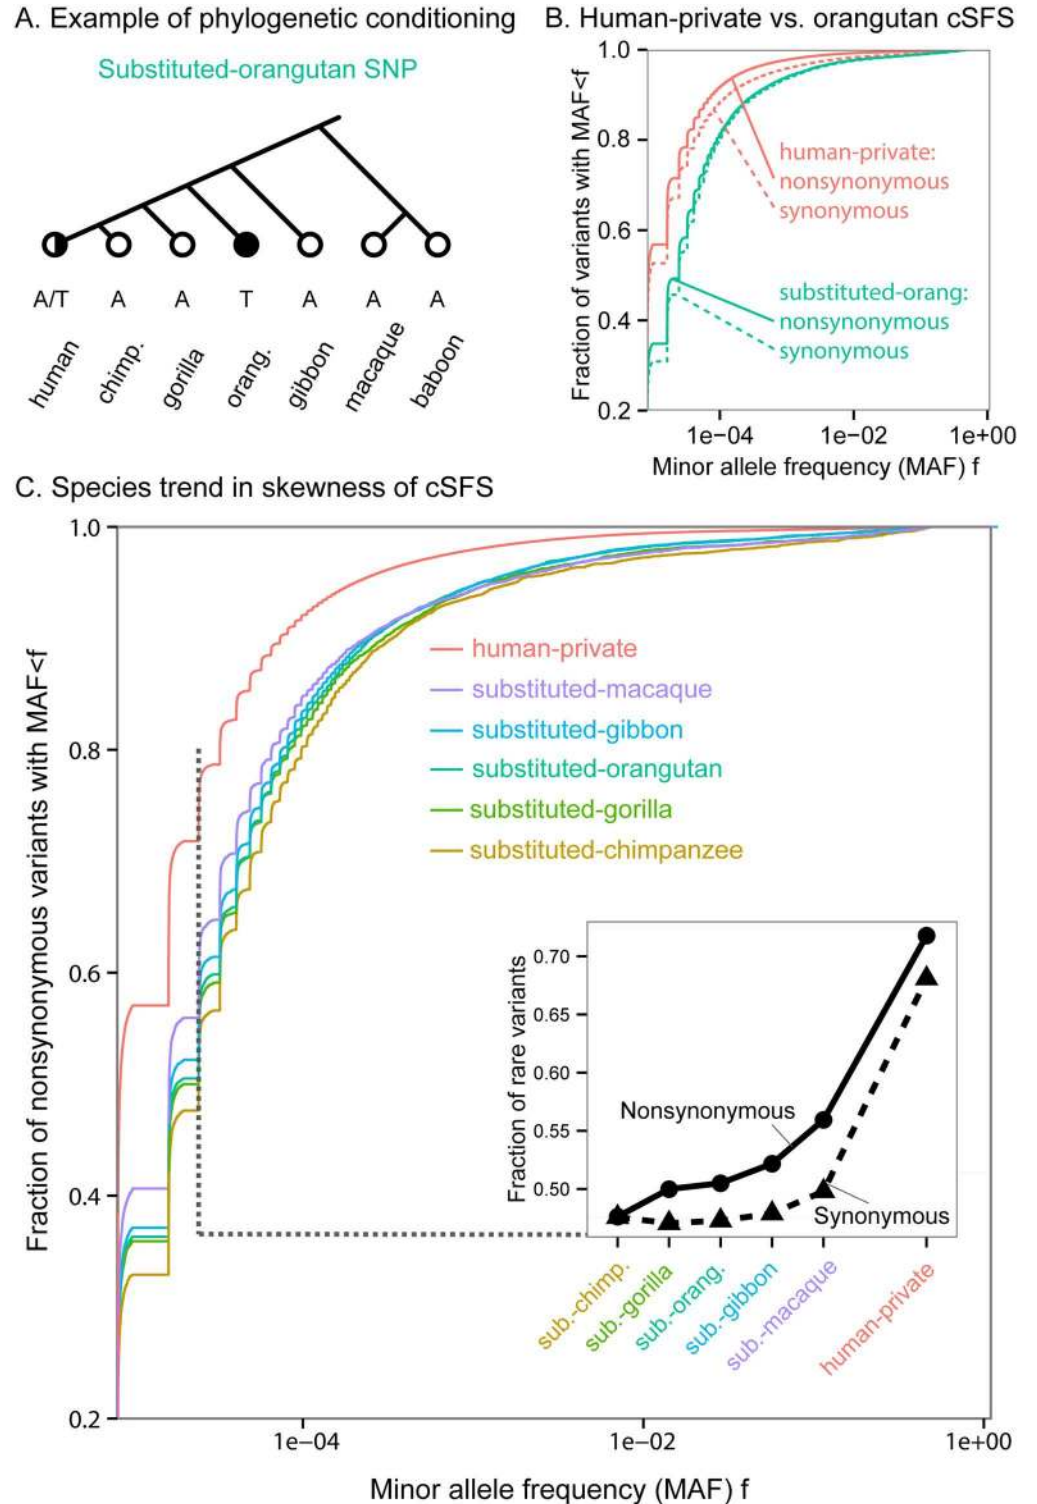 A. Example of phylogenetic conditioning
Substituted-orangutan SNP
A/T A A T A A A
human chimp. gorilla orang. gibbon macaque baboon
B. Human-private vs. orangutan cSFS
Fraction of variants with MAF<f
1.0
0.8
0.6
0.4
0.2
human-private:
nonsynonymous
synonymous
substituted-orang:
nonsynonymous
synonymous
1e−04 1e−02 1e+00
Minor allele frequency (MAF) f
C. Species trend in skewness of cSFS
Fraction of nonsynonymous variants with MAF<f
1.0
0.8
0.6
0.4
0.2
human-private
substituted-macaque
substituted-gibbon
substituted-orangutan
substituted-gorilla
substituted-chimpanzee
Fraction of rare variants
0.70
0.65
0.60
0.55
0.50
Nonsynonymous
Synonymous
sub.-chimp. sub.-gorilla sub.-orang. sub.-gibbon sub.-macaque human-private
1e−04 1e−02 1e+00
Minor allele frequency (MAF) f